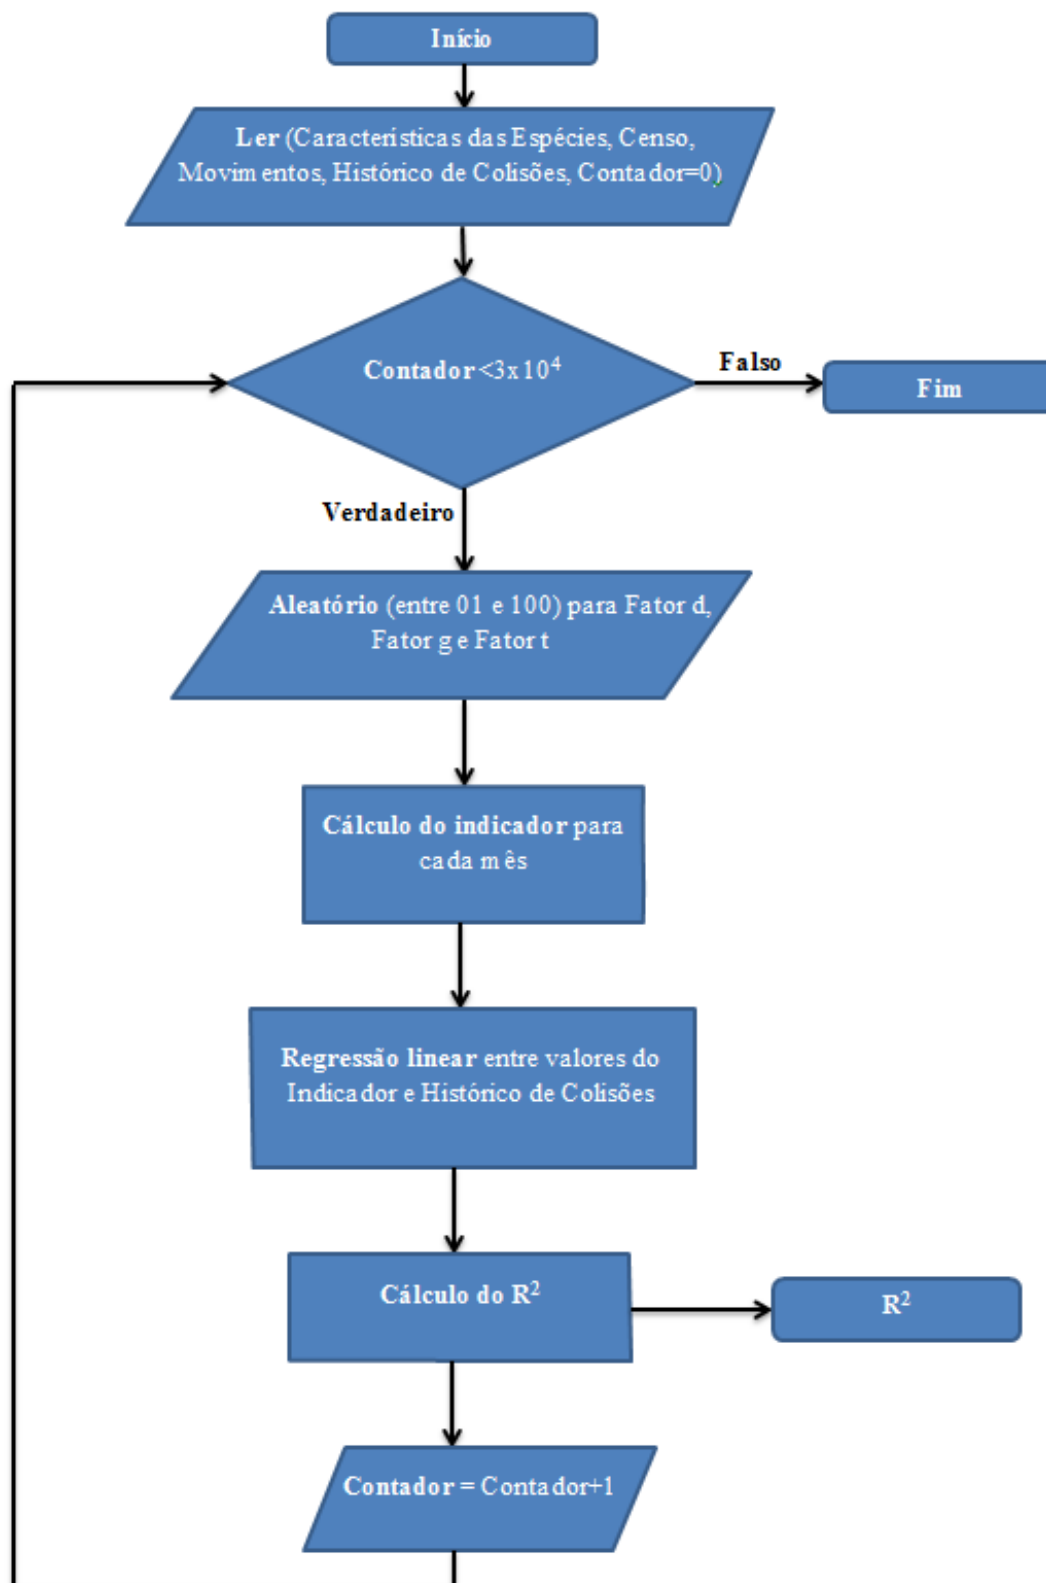 Início
Ler (Características das Espécies, Censo,
Movimentos, Histórico de Colisões, Contador=0)
Contador <3x10⁴
Falso
Fim
Verdadeiro
Aleatório (entre 01 e 100) para Fator d,
Fator g e Fator t
Cálculo do indicador para
cada mês
Regressão linear entre valores do
Indicador e Histórico de Colisões
Cálculo do R²
R²
Contador = Contador+1